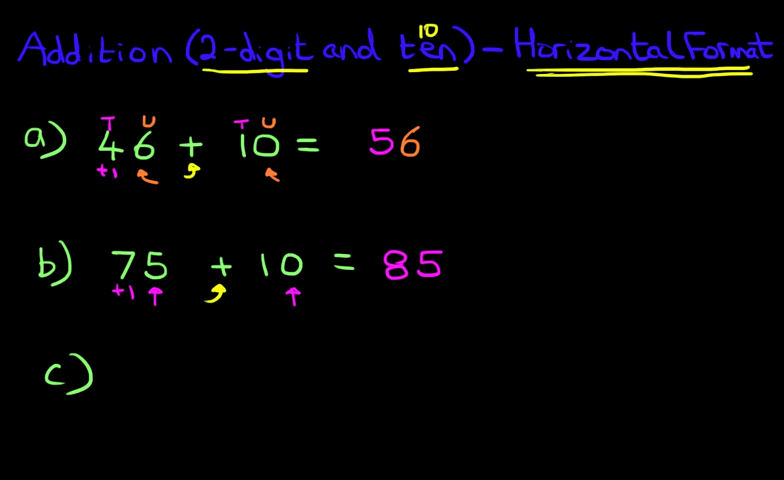 10
Addition (2-digit and ten) - Horizontal Format
T U T U
a) 46 + 10 = 56
+1
b) 75 + 10 = 85
+1
c)